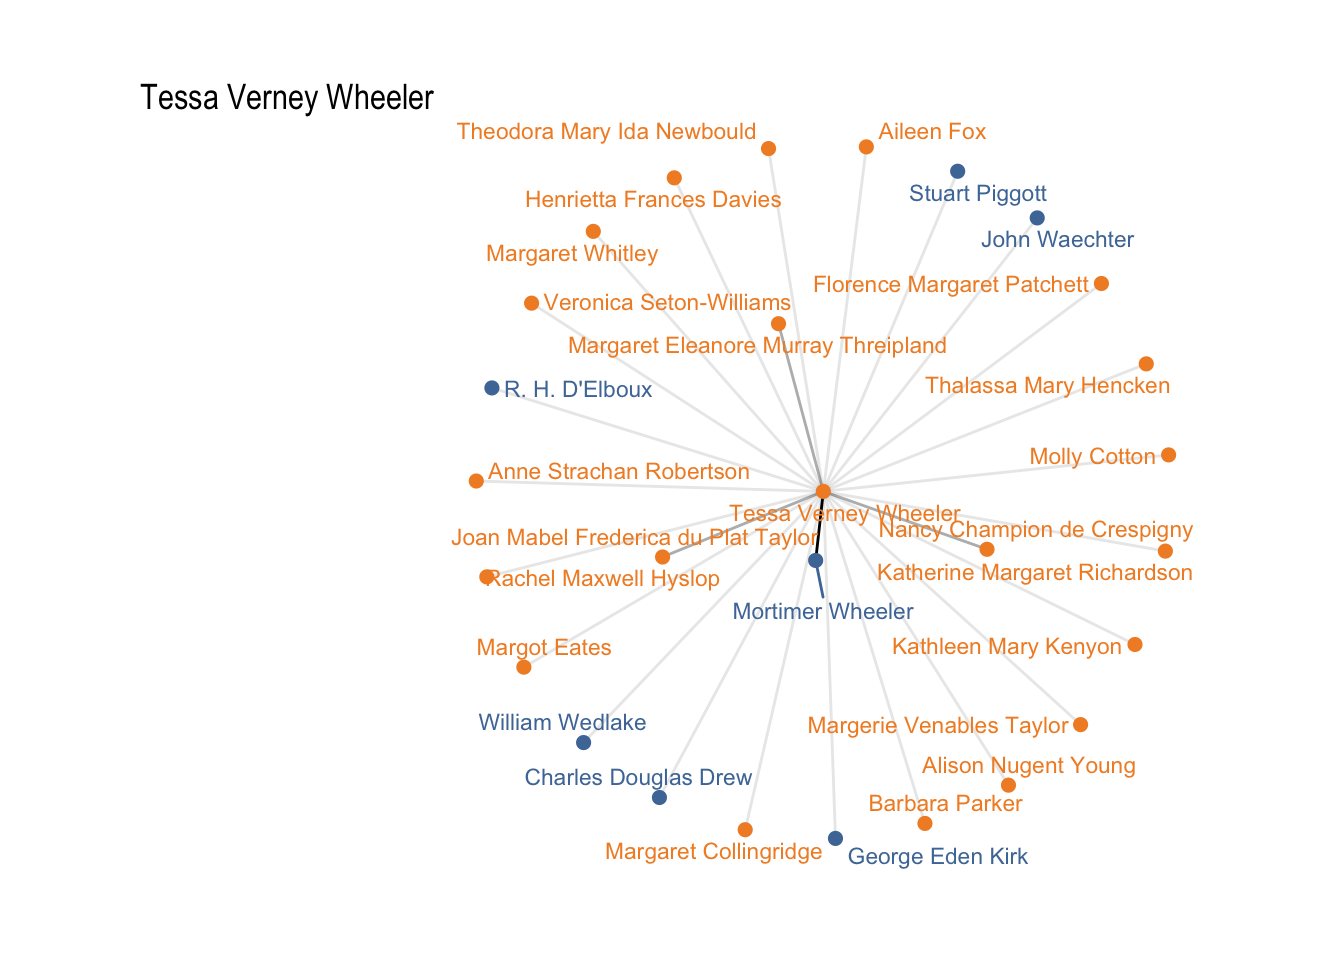 Tessa Verney Wheeler
Theodora Mary Ida Newbould
Aileen Fox
Henrietta Frances Davies
Stuart Piggott
Margaret Whitley
John Waechter
Florence Margaret Patchett
Veronica Seton-Williams
Margaret Eleanore Murray Threipland
Thalassa Mary Hencken
R. H. D'Elboux
Molly Cotton
Anne Strachan Robertson
Tessa Verney Wheeler
Nancy Champion de Crespigny
Joan Mabel Frederica du Plat Taylor
Katherine Margaret Richardson
Rachel Maxwell Hyslop
Mortimer Wheeler
Margot Eates
Kathleen Mary Kenyon
William Wedlake
Margerie Venables Taylor
Alison Nugent Young
Charles Douglas Drew
Barbara Parker
Margaret Collingridge
George Eden Kirk